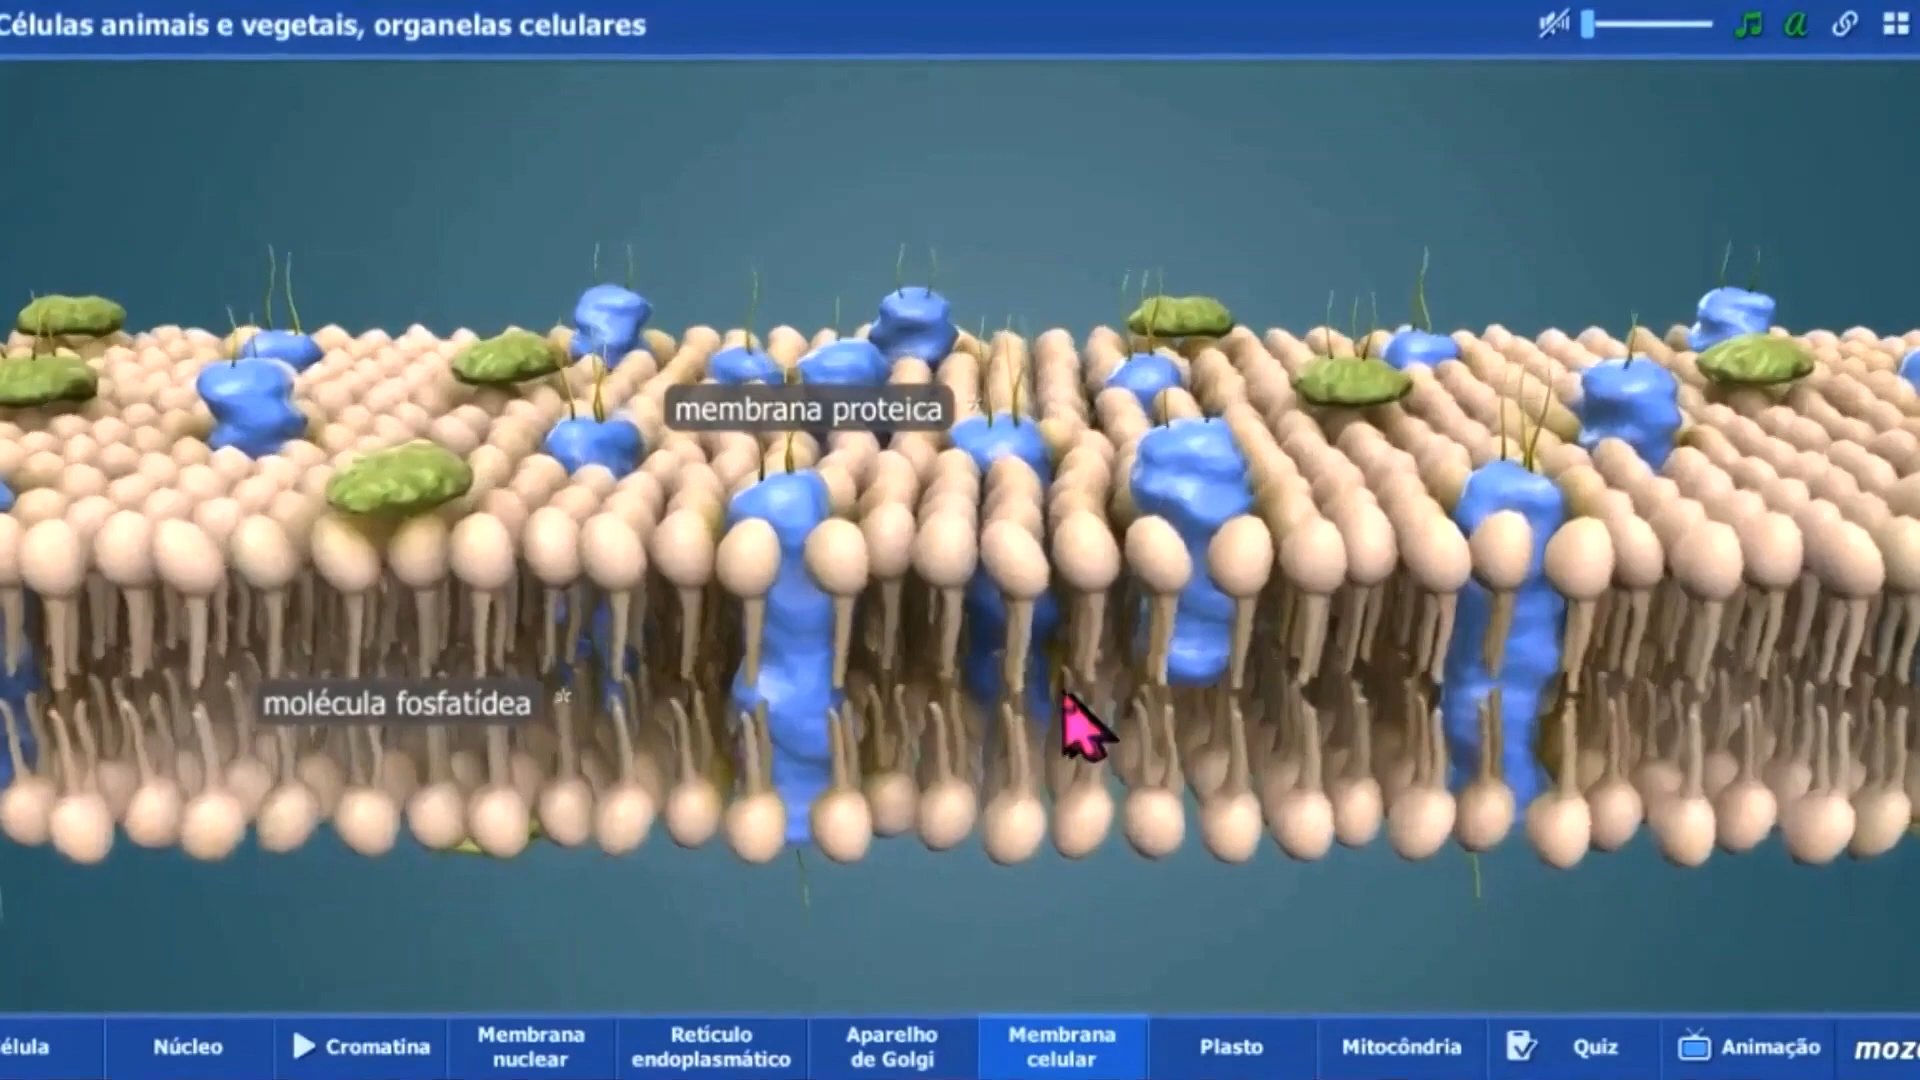 Células animais e vegetais, organelas celulares
a
membrana proteica
molécula fosfatídea
élula
Núcleo
Cromatina
Membrana
nuclear
Retículo
endoplasmático
Aparelho
de Golgi
Membrana
celular
Plasto
Mitocôndria
Quiz
Animação
moz